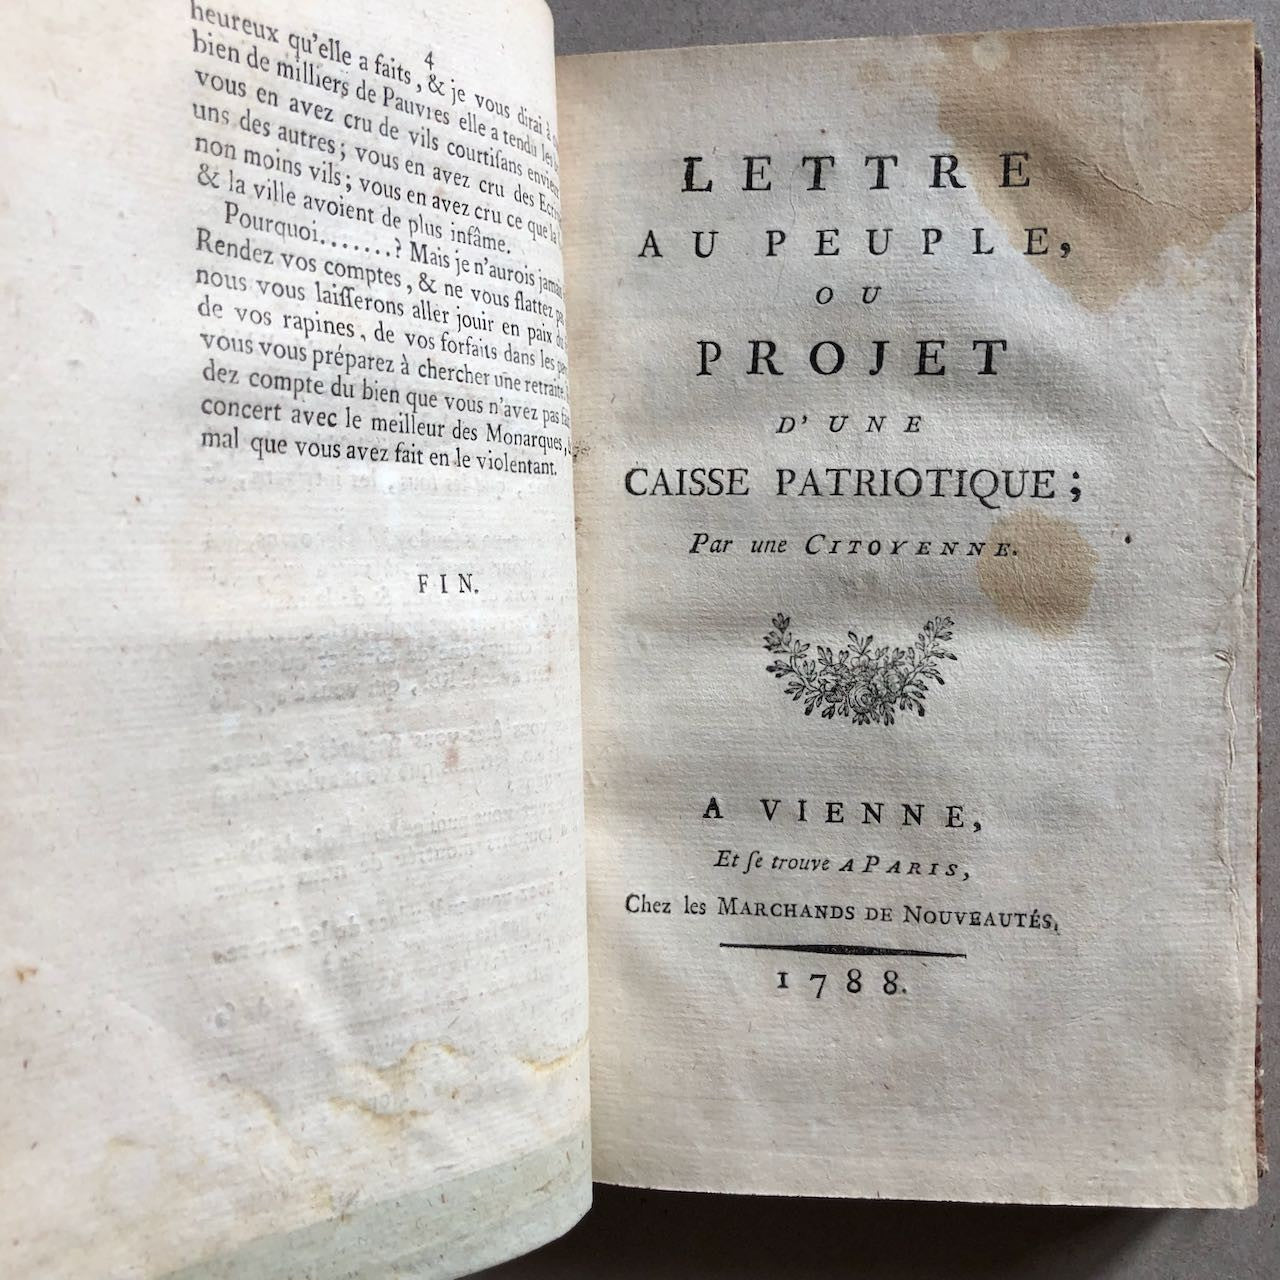 4
heureux qu'elle a faits, & je vous dirai à
bien de milliers de Pauvres elle a tendu les
vous en avez cru de vils courtiſans
uns des autres; vous en avez cru des
non moins vils; vous en avez cru ce que la
& la ville avoient de plus infâme.
Pourquoi.......? Mais je n'aurois
Rendez vos comptes, & ne vous flattez
nous vous laiſſerons aller jouir en paix
de vos rapines, de vos forfaits dans les
vous vous préparez à chercher une retraite.
dez compte du bien que vous n'avez pas
concert avec le meilleur des Monarques,
mal que vous avez fait en le violentant.
FIN.
LETTRE
AU PEUPLE,
OU
PROJET
D'UNE
CAISSE PATRIOTIQUE;
Par une CITOYENNE.
A VIENNE,
Et ſe trouve A PARIS,
Chez les MARCHANDS DE NOUVEAUTÉS,
1788.